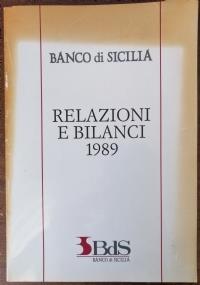 BANCO di SICILIA
RELAZIONI
E BILANCI
1989
BdS
BANCO di SICILIA